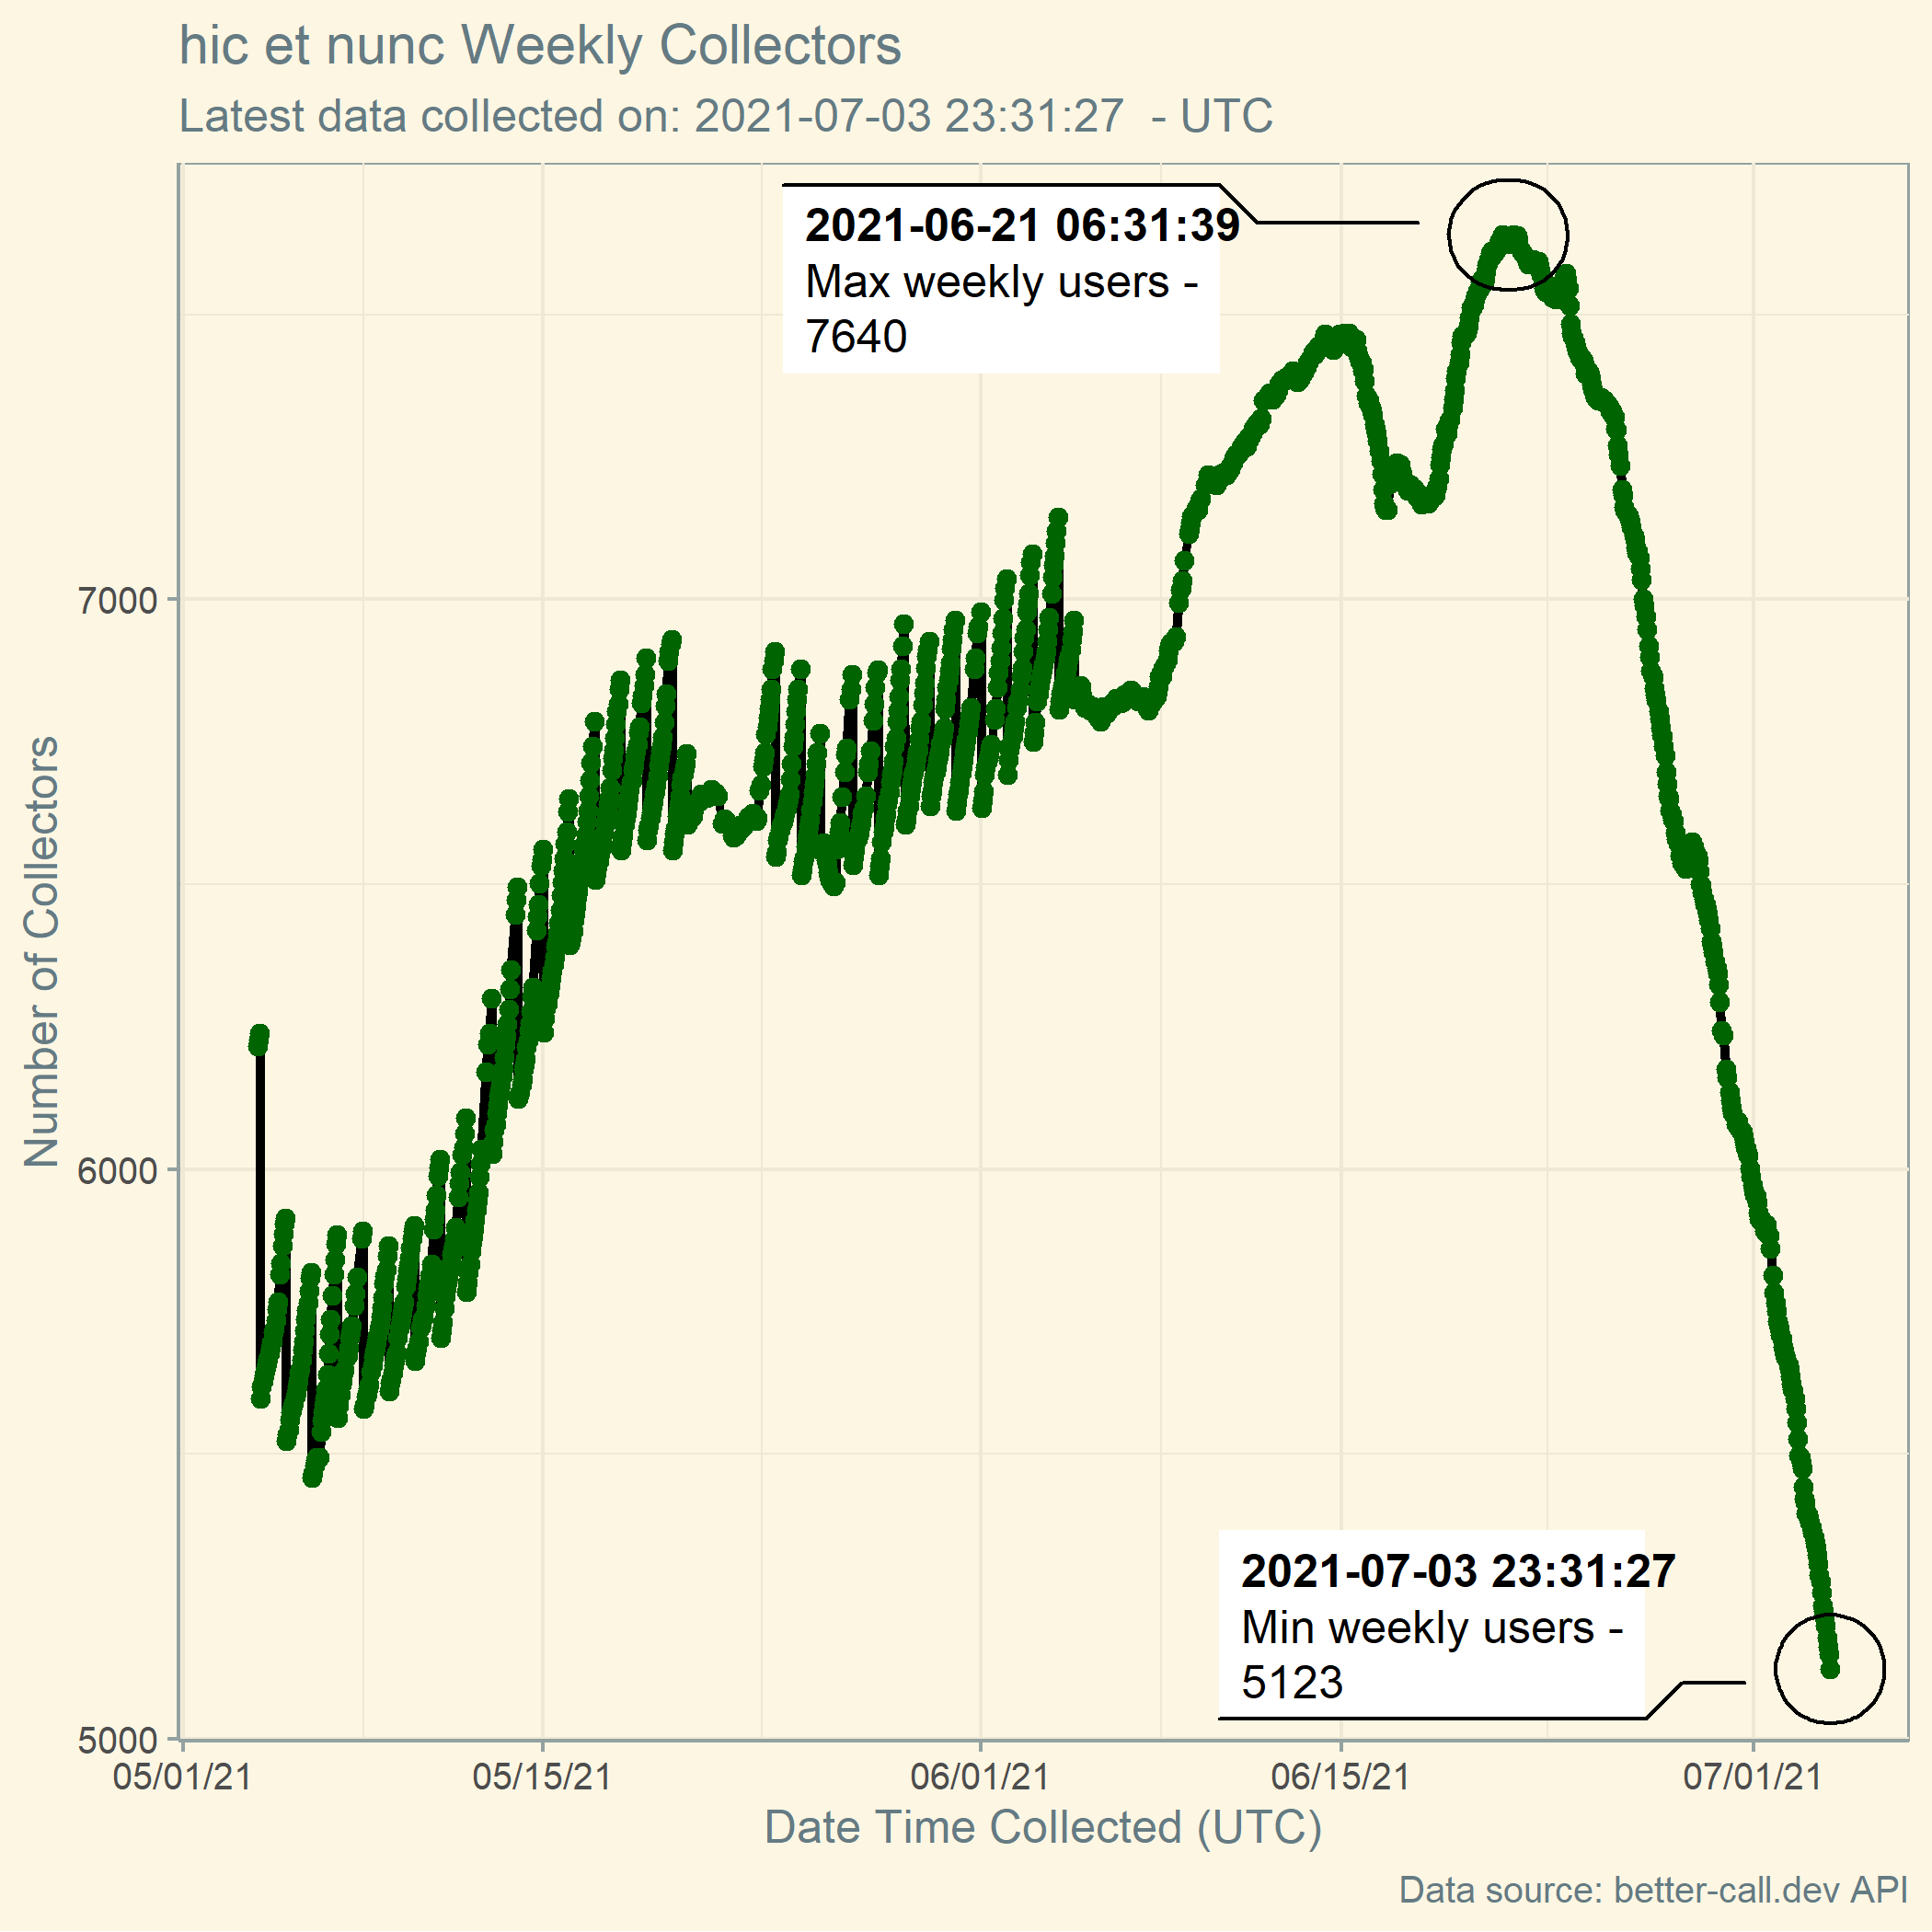 hic et nunc Weekly Collectors
Latest data collected on: 2021-07-03 23:31:27  - UTC
2021-06-21 06:31:39
Max weekly users -
7640
7000
6000
5000
Number of Collectors
2021-07-03 23:31:27
Min weekly users -
5123
05/01/21 05/15/21 06/01/21 06/15/21 07/01/21
Date Time Collected (UTC)
Data source: better-call.dev API